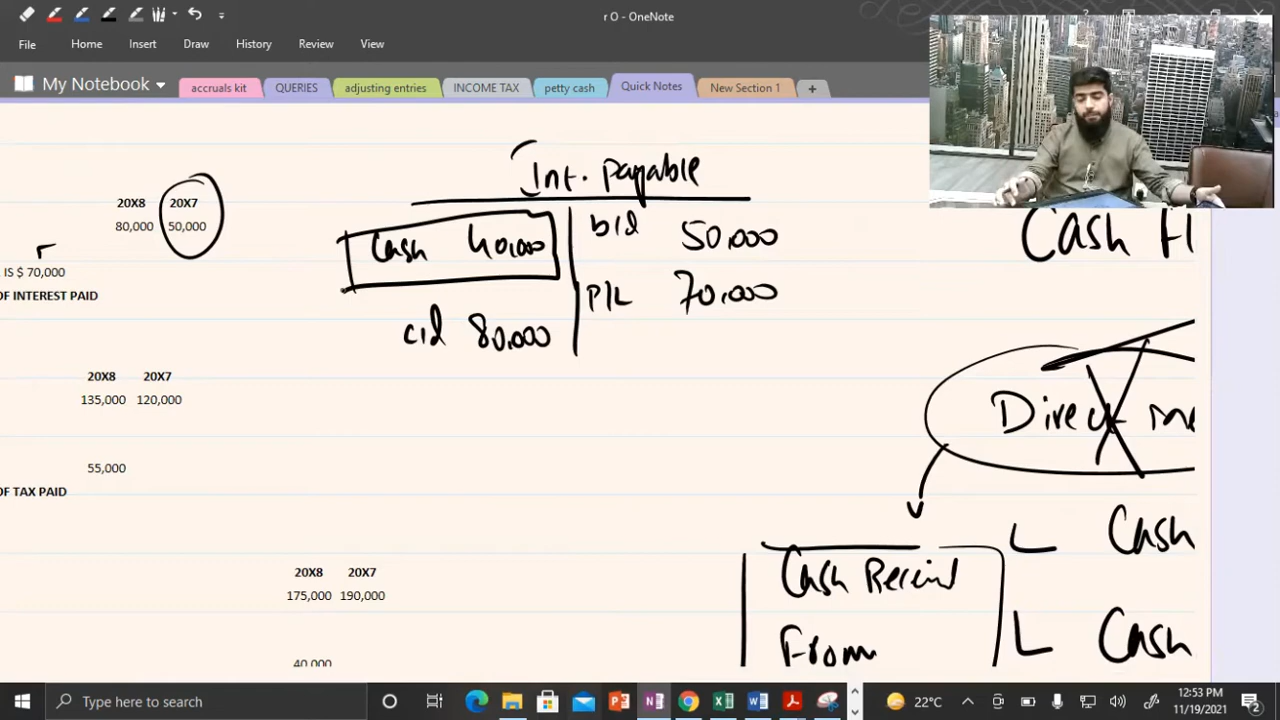 r O - OneNote
File Home Insert Draw History Review View
My Notebook
accruals kit QUERIES adjusting entries INCOME TAX petty cash Quick Notes New Section 1 +
Int. Payable
20X8 20X7
80,000 50,000
Cash 40,000
b/d 50,000
IS $ 70,000
OF INTEREST PAID
P/L 70,000
c/d 80,000
Cash Fl
20X8 20X7
135,000 120,000
Direct me
55,000
OF TAX PAID
Cash
20X8 20X7
175,000 190,000
Cash
From
40,000
Cash
Type here to search
22°C
12:53 PM
11/19/2021
2